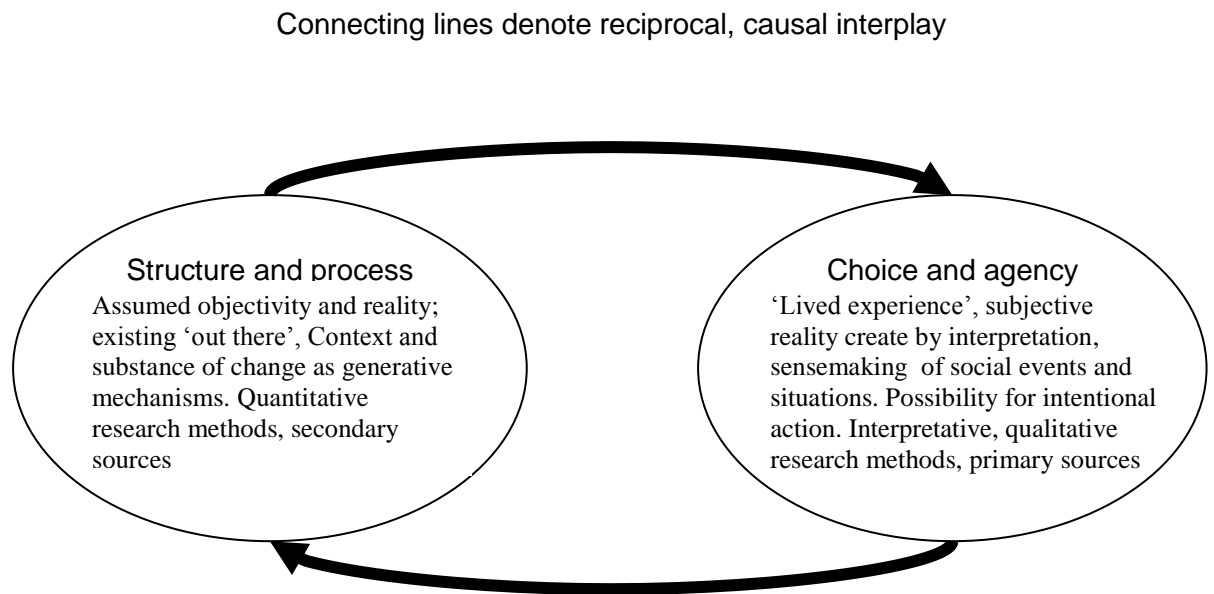 Connecting lines denote reciprocal, causal interplay
Structure and process
Assumed objectivity and reality;
existing ‘out there’, Context and
substance of change as generative
mechanisms. Quantitative
research methods, secondary
sources
Choice and agency
‘Lived experience’, subjective
reality create by interpretation,
sensemaking of social events and
situations. Possibility for intentional
action. Interpretative, qualitative
research methods, primary sources